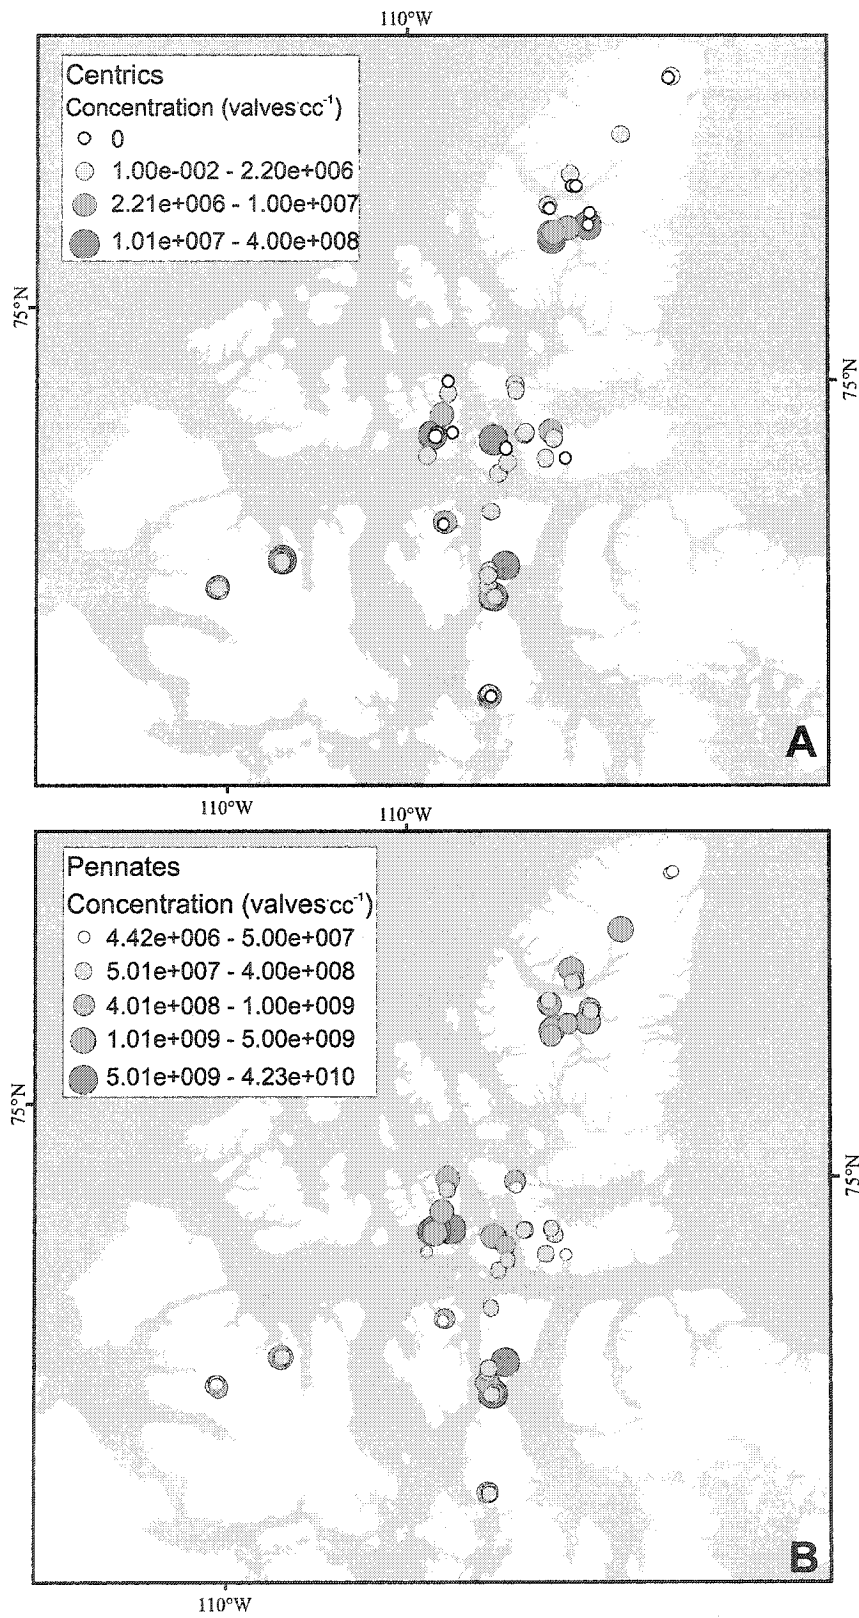 110°W
Centrics
Concentration (valves·cc⁻¹)
0
1.00e-002 - 2.20e+006
2.21e+006 - 1.00e+007
1.01e+007 - 4.00e+008
75°N
75°N
A
110°W
110°W
Pennates
Concentration (valves·cc⁻¹)
4.42e+006 - 5.00e+007
5.01e+007 - 4.00e+008
4.01e+008 - 1.00e+009
1.01e+009 - 5.00e+009
5.01e+009 - 4.23e+010
75°N
75°N
B
110°W